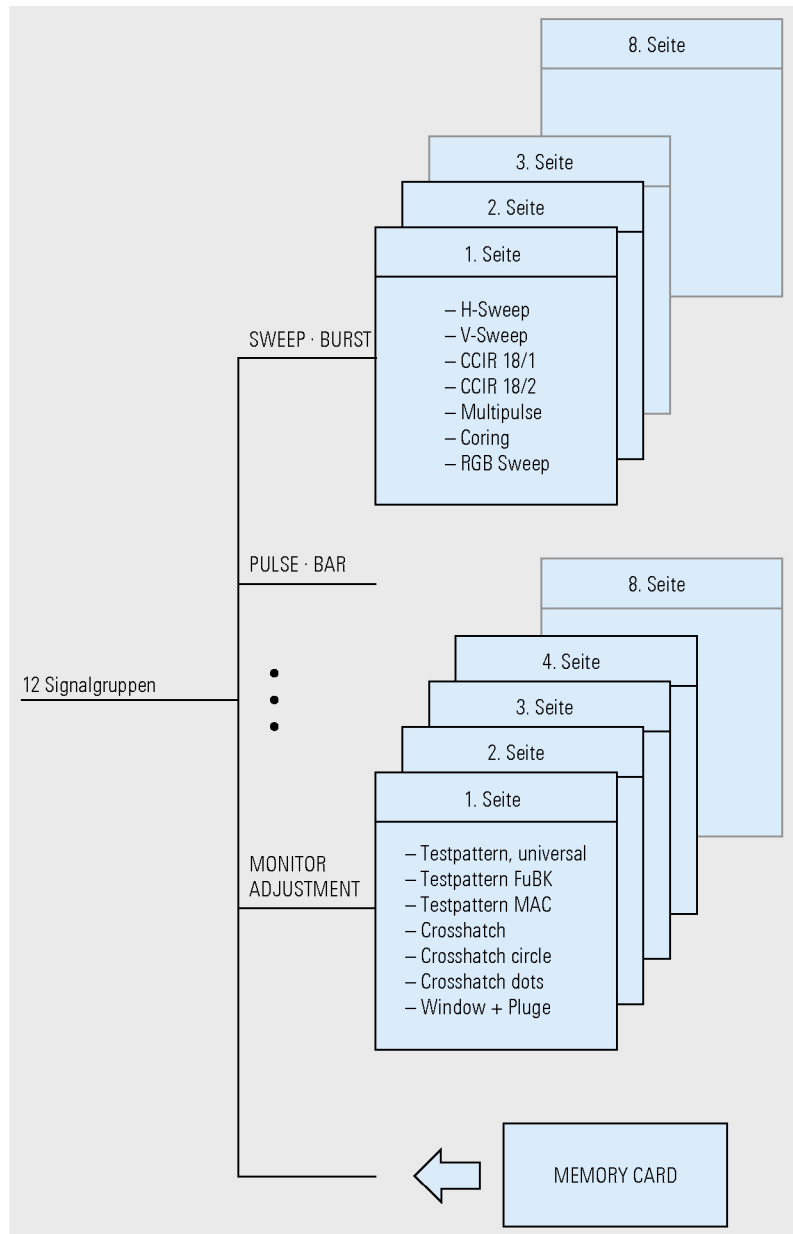 8. Seite
3. Seite
2. Seite
1. Seite
– H-Sweep
– V-Sweep
– CCIR 18/1
– CCIR 18/2
– Multipulse
– Coring
– RGB Sweep
SWEEP · BURST
PULSE · BAR
12 Signalgruppen
8. Seite
4. Seite
3. Seite
2. Seite
1. Seite
– Testpattern, universal
– Testpattern FuBK
– Testpattern MAC
– Crosshatch
– Crosshatch circle
– Crosshatch dots
– Window + Pluge
MONITOR
ADJUSTMENT
MEMORY CARD